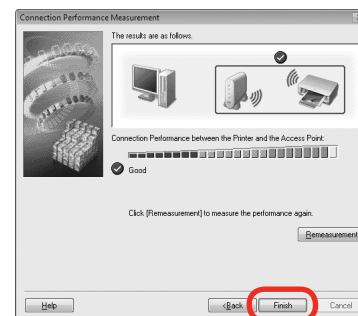 Connection Performance Measurement
The results are as follows.
Connection Performance between the Printer and the Access Point:
Good
Click [Remeasurement] to measure the performance again.
Remeasurement
Help
<Back
Finish
Cancel